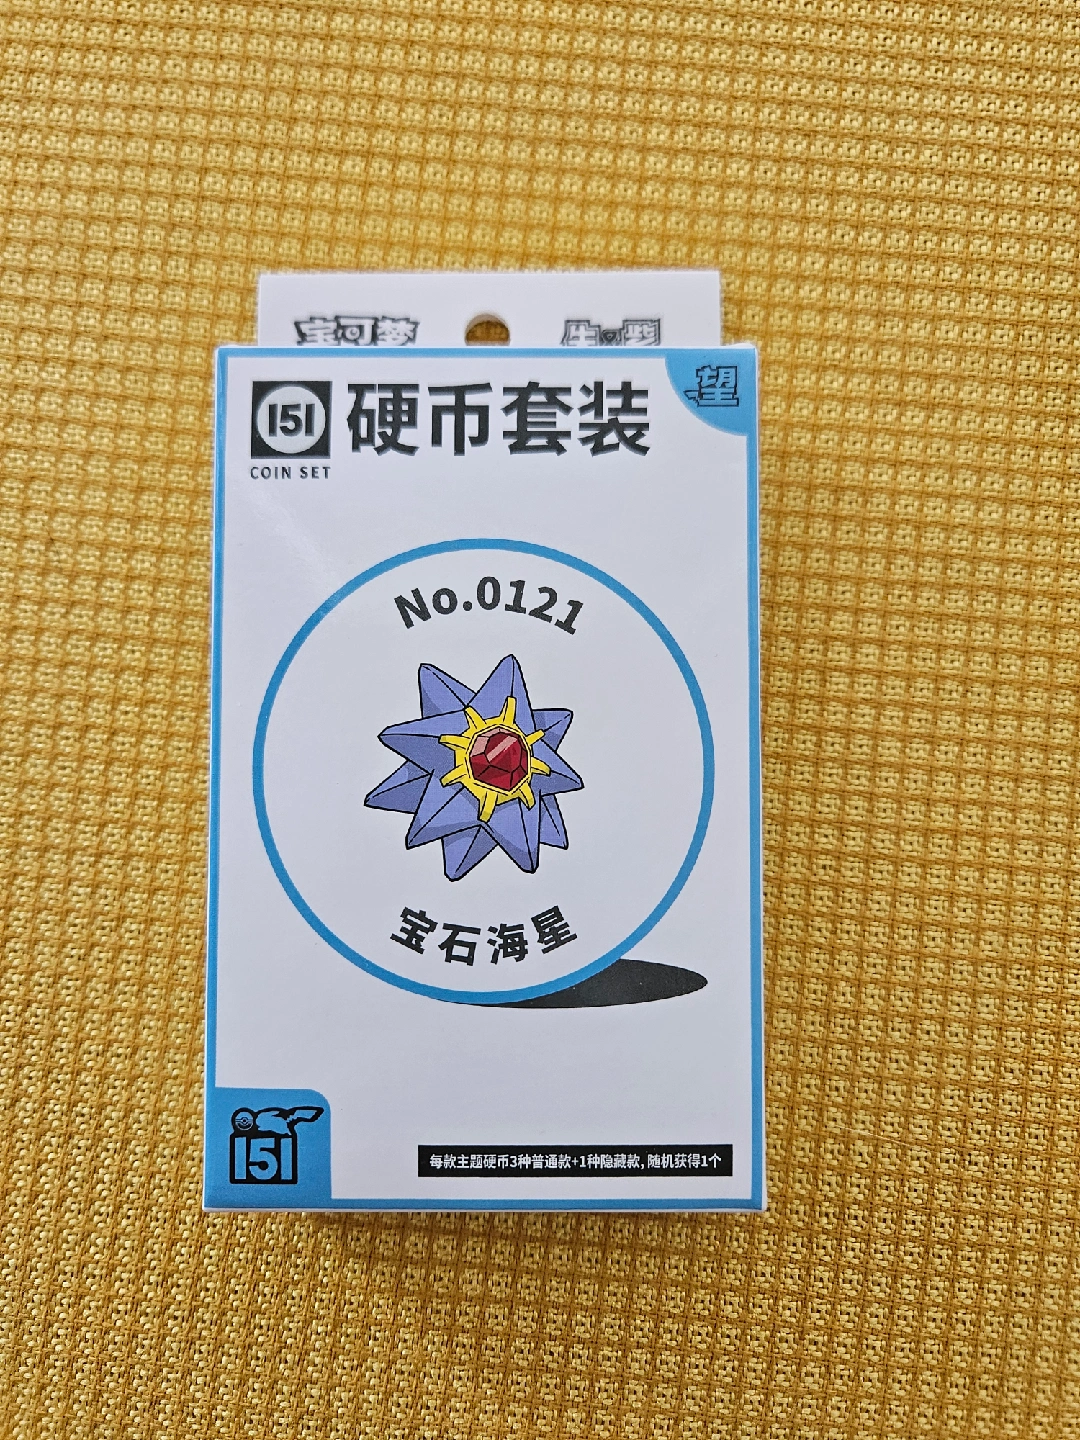 宝可梦
151
COIN SET
硬币套装
望
No.0121
宝石海星
151
每款主题硬币3种普通款+1种隐藏款,随机获得1个